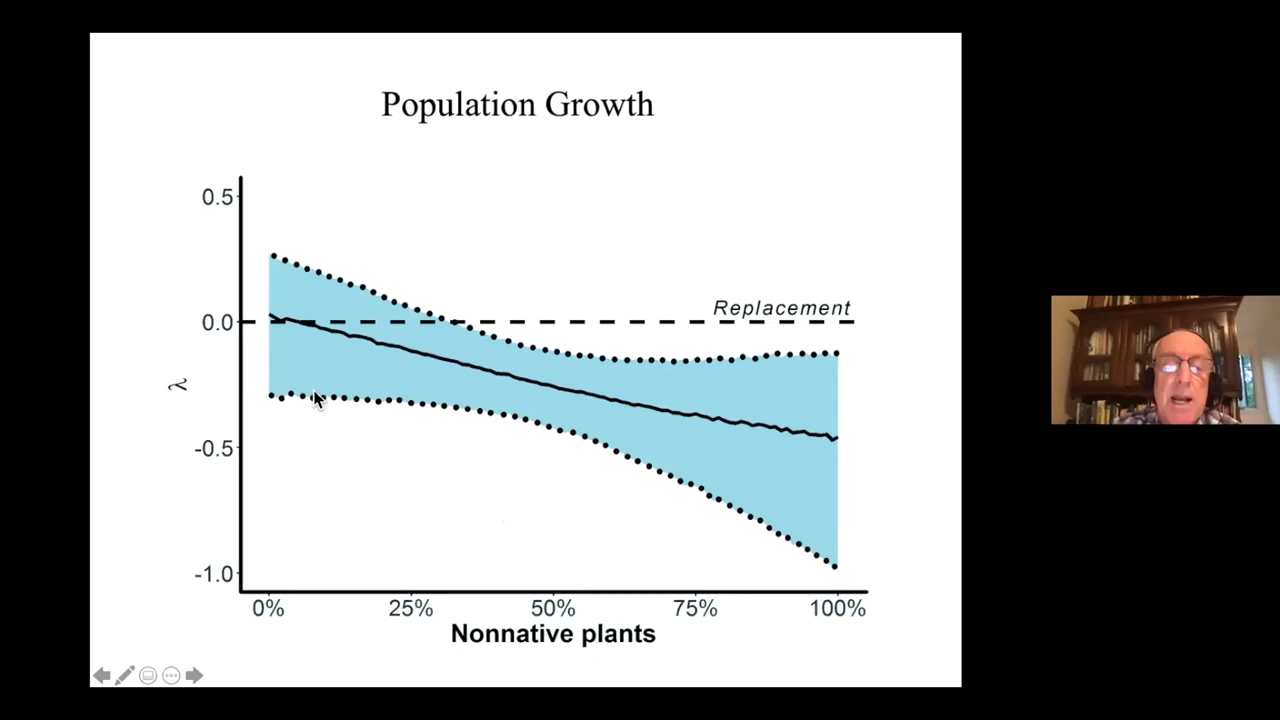 Population Growth
0.5
Replacement
0.0
λ
-0.5
-1.0
0% 25% 50% 75% 100%
Nonnative plants